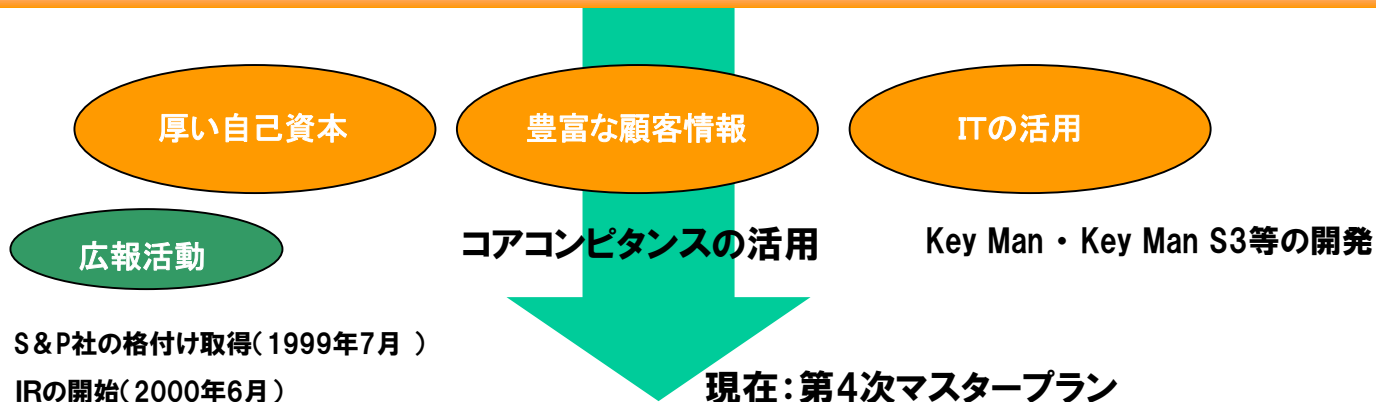 厚い自己資本
豊富な顧客情報
ITの活用
広報活動
コアコンピタンスの活用
Key Man・Key Man S3等の開発
S&P社の格付け取得(1999年7月 )
IRの開始(2000年6月)
現在:第4次マスタープラン